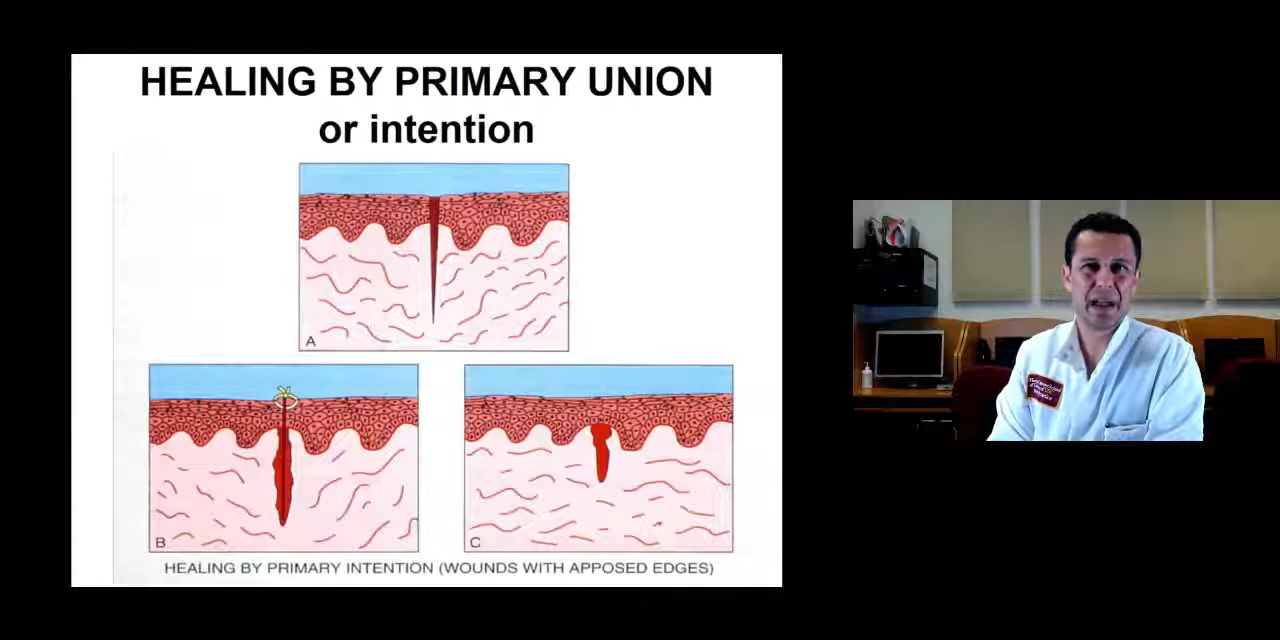 HEALING BY PRIMARY UNION
or intention
A
B
C
HEALING BY PRIMARY INTENTION (WOUNDS WITH APPOSED EDGES)